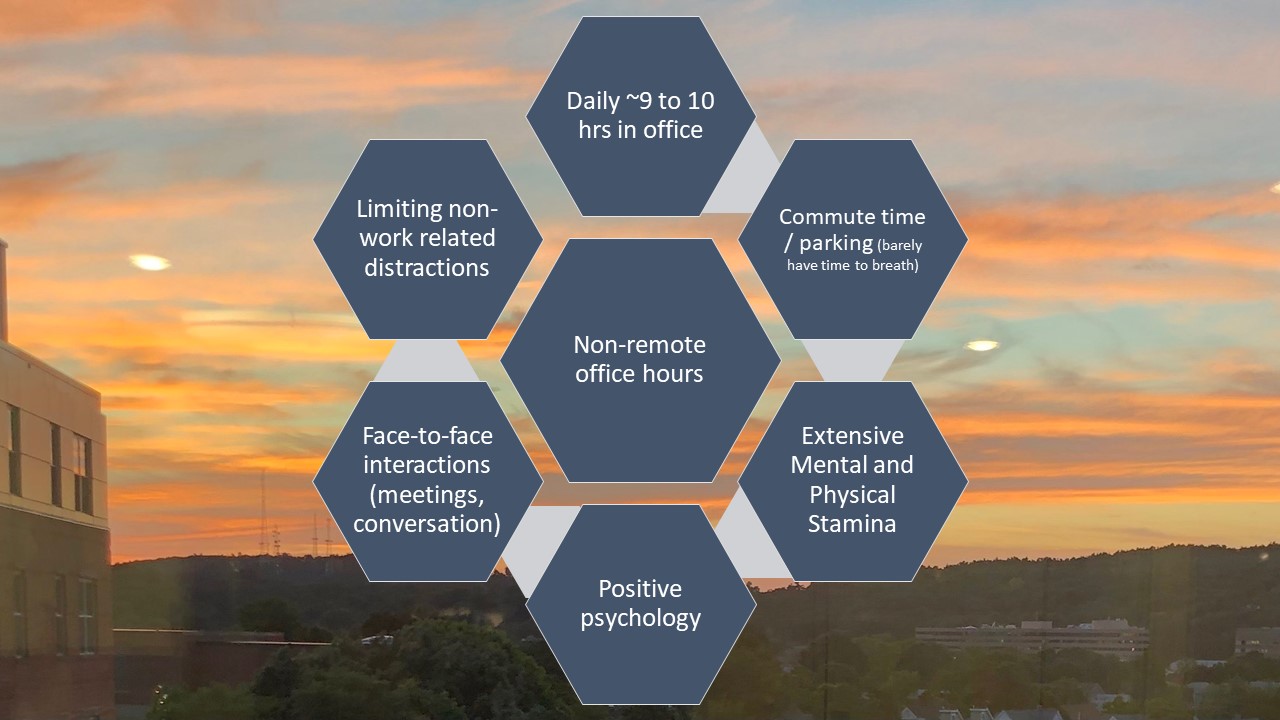 Daily ~9 to 10
hrs in office
Commute time
/ parking (barely
have time to breath)
Extensive
Mental and
Physical
Stamina
Positive
psychology
Face-to-face
interactions
(meetings,
conversation)
Limiting non-
work related
distractions
Non-remote
office hours